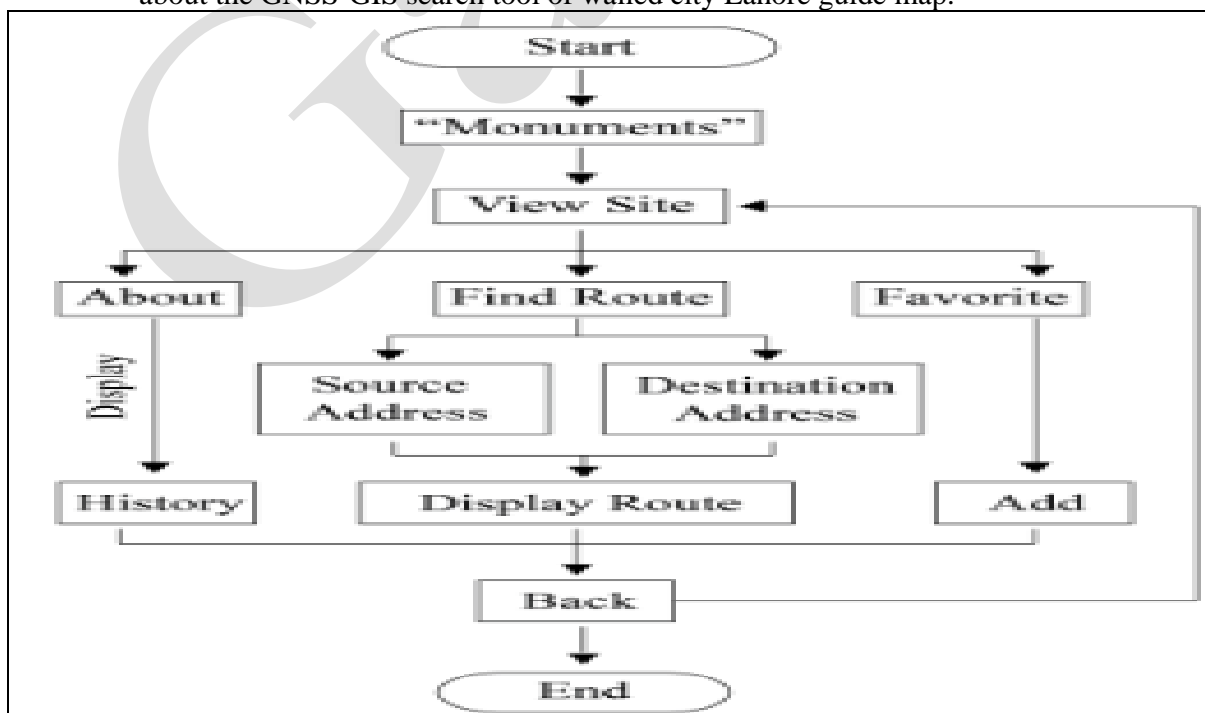 about the GNSS-GIS search tool of walled city Lahore guide map.
Start
“Monuments”
View Site
About
Find Route
Favorite
Display
Source
Address
Destination
Address
History
Display Route
Add
Back
End